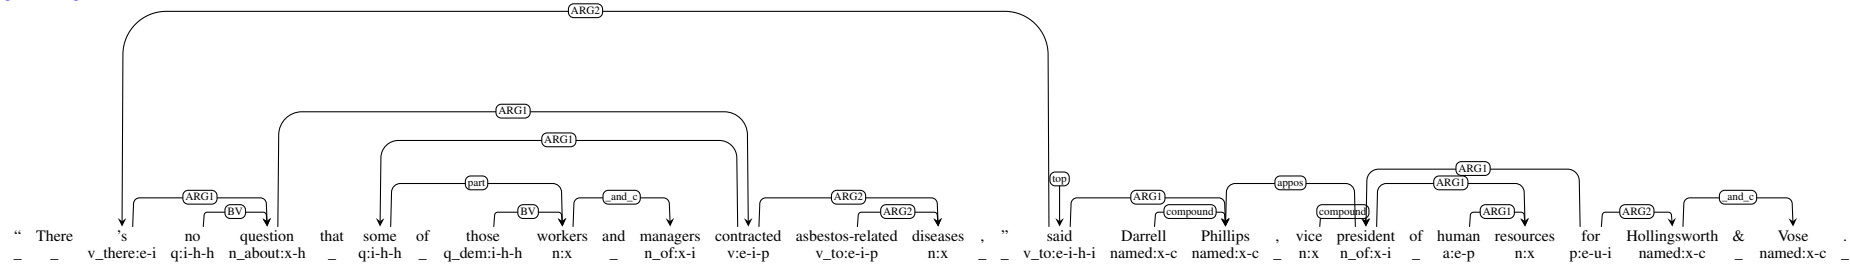 ARG2
ARG1
ARG1
top
part
appos
ARG1
ARG1
ARG1
_and_c
ARG2
ARG1
ARG1
_and_c
BV
BV
ARG2
compound
compound
ARG1
ARG2
“ There 's no question that some of those workers and managers contracted asbestos-related diseases , ” said Darrell Phillips , vice president of human resources for Hollingsworth & Vose .
_ _ v_there:e-i q:i-h-h n_about:x-h _ q:i-h-h _ q_dem:i-h-h n:x _ n_of:x-i v:e-i-p v_to:e-i-p n:x _ _ v_to:e-i-h-i named:x-c named:x-c _ n:x n_of:x-i _ a:e-p n:x p:e-u-i named:x-c _ named:x-c _